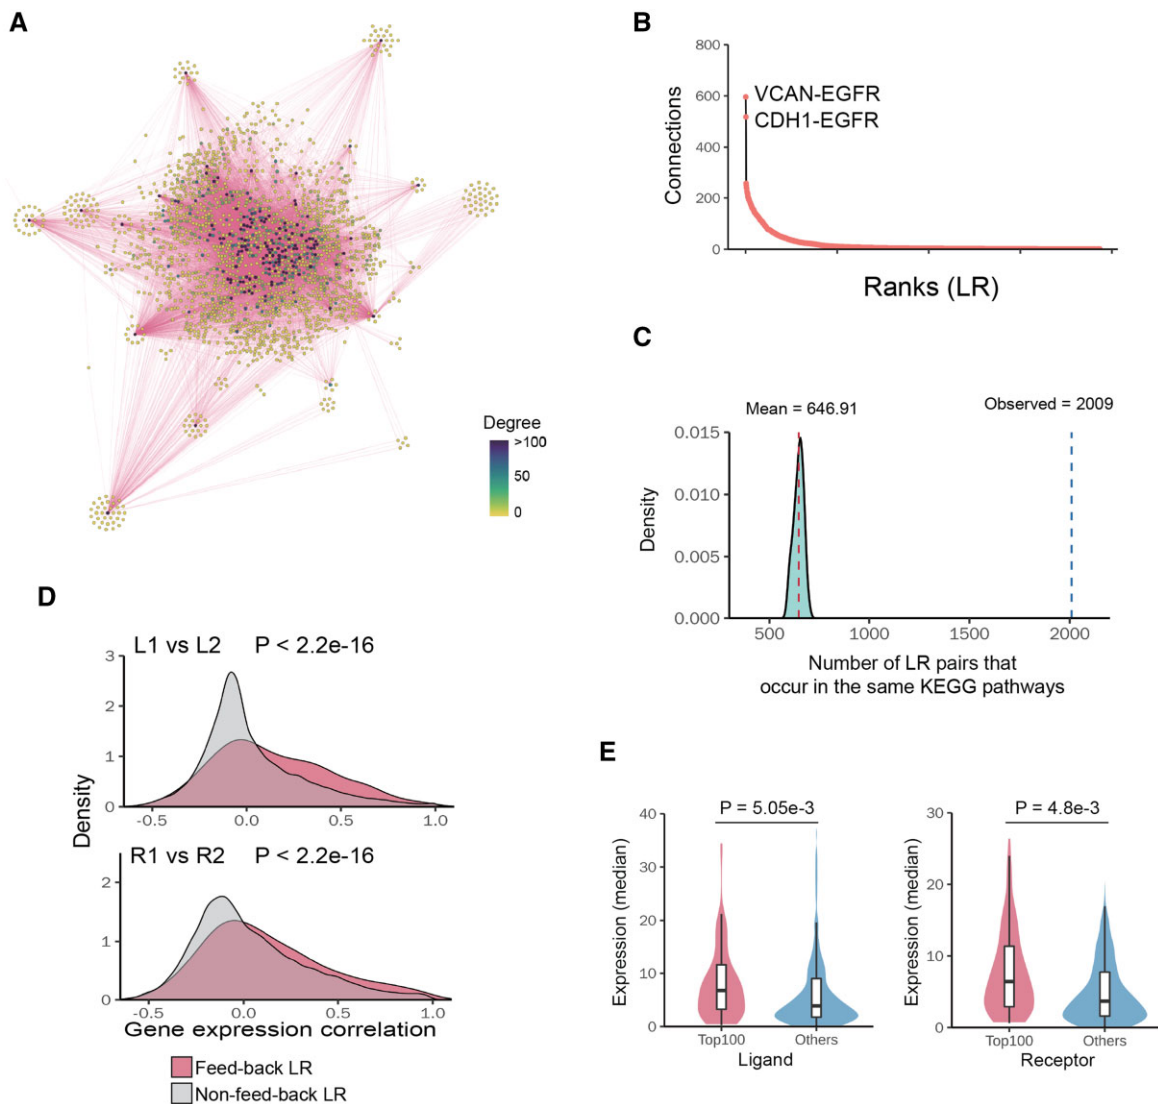 A
Degree
>100
50
0
B
800
600
400
200
0
Connections
VCAN-EGFR
CDH1-EGFR
Ranks (LR)
C
Mean = 646.91
Observed = 2009
0.015
0.010
0.005
0.000
Density
500 1000 1500 2000
Number of LR pairs that
occur in the same KEGG pathways
D
L1 vs L2 P < 2.2e-16
3
2
1
0
-0.5 0.0 0.5 1.0
Density
R1 vs R2 P < 2.2e-16
2
1
0
-0.5 0.0 0.5 1.0
Gene expression correlation
Feed-back LR
Non-feed-back LR
E
P = 5.05e-3
40
30
20
10
0
Expression (median)
Top100 Others
Ligand
P = 4.8e-3
30
20
10
0
Expression (median)
Top100 Others
Receptor